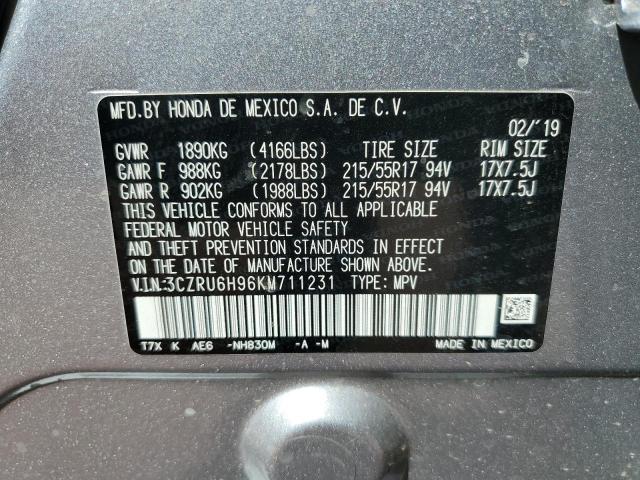 MFD.BY HONDA DE MEXICO S.A. DE C.V.
02/'19
GVWR 1890KG (4166LBS) TIRE SIZE RIM SIZE
GAWR F 988KG (2178LBS) 215/55R17 94V 17X7.5J
GAWR R 902KG (1988LBS) 215/55R17 94V 17X7.5J
THIS VEHICLE CONFORMS TO ALL APPLICABLE
FEDERAL MOTOR VEHICLE SAFETY
AND THEFT PREVENTION STANDARDS IN EFFECT
ON THE DATE OF MANUFACTURE SHOWN ABOVE.
V.I.N:3CZRU6H96KM711231 TYPE: MPV
T7X K AE6 -NH830M -A -M MADE IN MEXICO